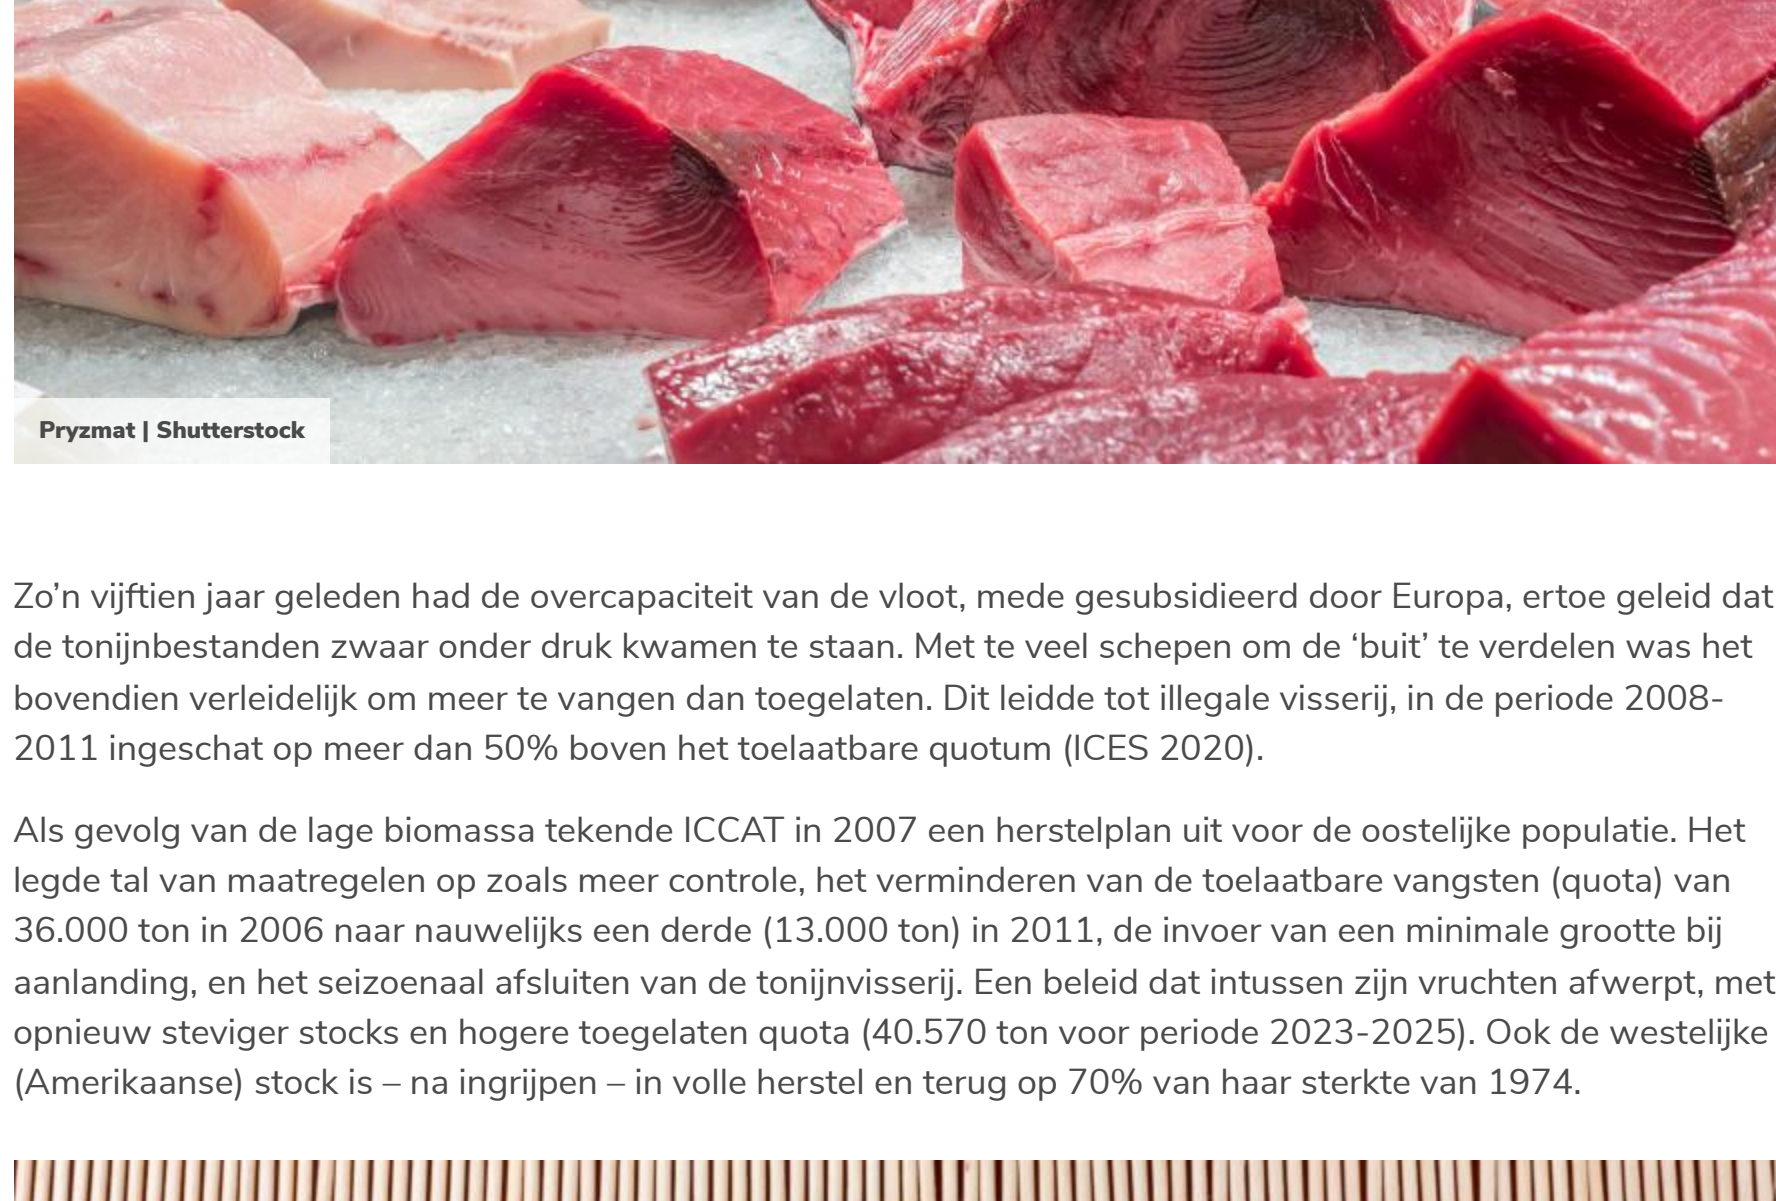 Pryzmat | Shutterstock
Zo’n vijftien jaar geleden had de overcapaciteit van de vloot, mede gesubsidieerd door Europa, ertoe geleid dat
de tonijnbestanden zwaar onder druk kwamen te staan. Met te veel schepen om de ‘buit’ te verdelen was het
bovendien verleidelijk om meer te vangen dan toegelaten. Dit leidde tot illegale visserij, in de periode 2008-
2011 ingeschat op meer dan 50% boven het toelaatbare quotum (ICES 2020).
Als gevolg van de lage biomassa tekende ICCAT in 2007 een herstelplan uit voor de oostelijke populatie. Het
legde tal van maatregelen op zoals meer controle, het verminderen van de toelaatbare vangsten (quota) van
36.000 ton in 2006 naar nauwelijks een derde (13.000 ton) in 2011, de invoer van een minimale grootte bij
aanlanding, en het seizoenaal afsluiten van de tonijnvisserij. Een beleid dat intussen zijn vruchten afwerpt, met
opnieuw steviger stocks en hogere toegelaten quota (40.570 ton voor periode 2023-2025). Ook de westelijke
(Amerikaanse) stock is – na ingrijpen – in volle herstel en terug op 70% van haar sterkte van 1974.